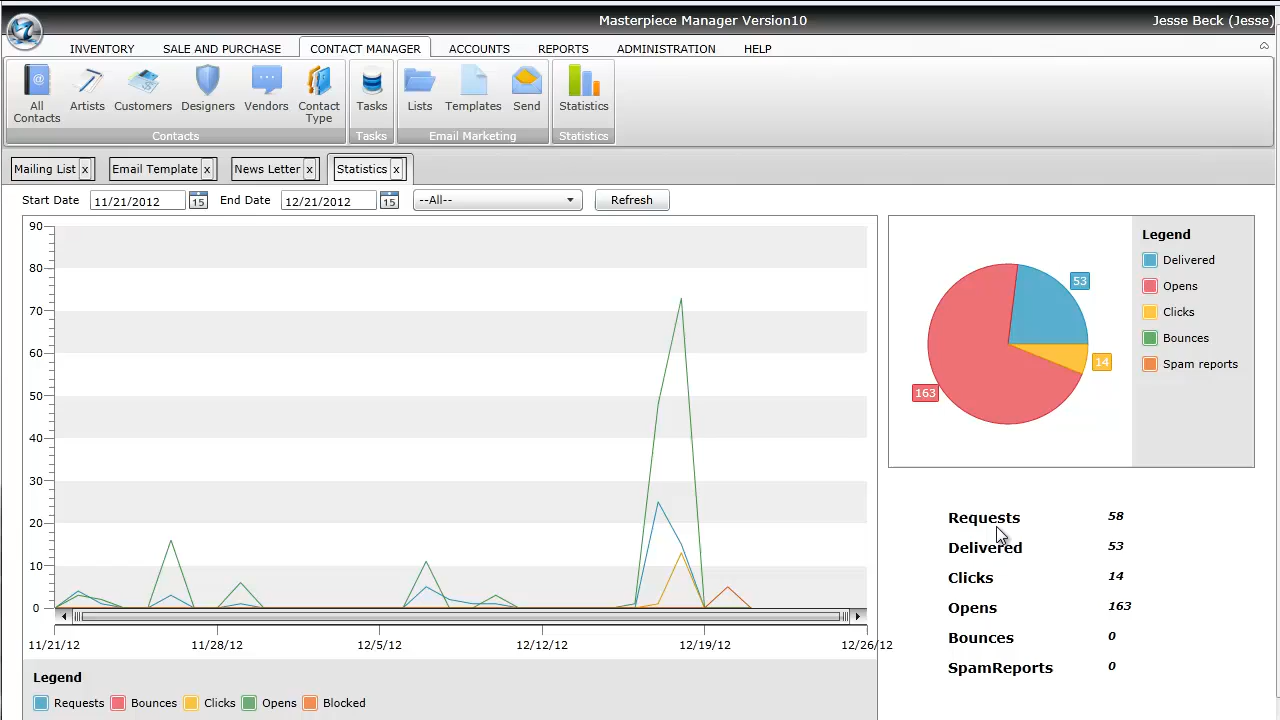 Masterpiece Manager Version10
Jesse Beck (Jesse)
INVENTORY SALE AND PURCHASE CONTACT MANAGER ACCOUNTS REPORTS ADMINISTRATION HELP
All Contacts Artists Customers Designers Vendors Contact Type Tasks Lists Templates Send Statistics
Contacts Tasks Email Marketing Statistics
Mailing List x Email Template x News Letter x Statistics x
Start Date 11/21/2012 15 End Date 12/21/2012 15 --All-- Refresh
90
80
70
60
50
40
30
20
10
0
11/21/12 11/28/12 12/5/12 12/12/12 12/19/12 12/26/12
Legend
Requests Bounces Clicks Opens Blocked
53
14
163
Legend
Delivered
Opens
Clicks
Bounces
Spam reports
Requests 58
Delivered 53
Clicks 14
Opens 163
Bounces 0
SpamReports 0